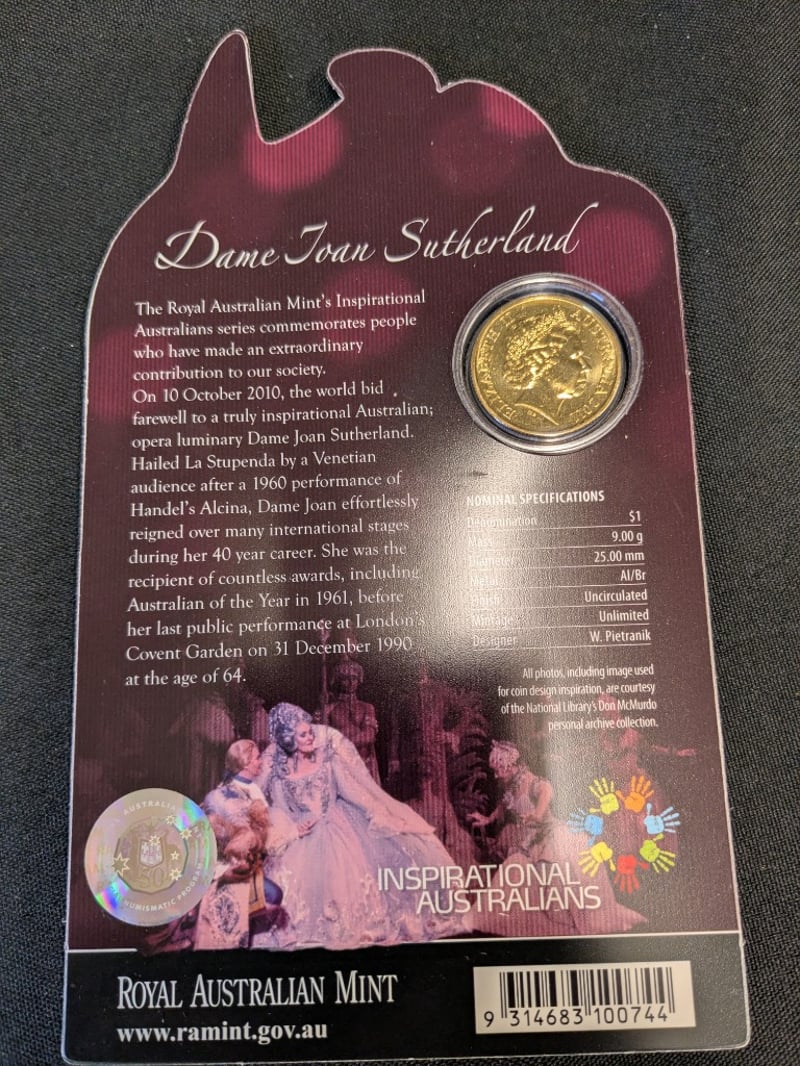 Dame Joan Sutherland
The Royal Australian Mint's Inspirational
Australians series commemorates people
who have made an extraordinary
contribution to our society.
On 10 October 2010, the world bid
farewell to a truly inspirational Australian;
opera luminary Dame Joan Sutherland.
Hailed La Stupenda by a Venetian
audience after a 1960 performance of
Handel's Alcina, Dame Joan effortlessly
reigned over many international stages
during her 40 year career. She was the
recipient of countless awards, including
Australian of the Year in 1961, before
her last public performance at London's
Covent Garden on 31 December 1990
at the age of 64.
ELIZABETH II AUSTRALIA
NOMINAL SPECIFICATIONS
Denomination $1
Mass 9.00 g
Diameter 25.00 mm
Metal Al/Br
Finish Uncirculated
Mintage Unlimited
Designer W. Pietranik
All photos, including image used
for coin design inspiration, are courtesy
of the National Library's Don McMurdo
personal archive collection.
AUSTRALIA
50
NUMISMATIC PROGRAM
INSPIRATIONAL
AUSTRALIANS
ROYAL AUSTRALIAN MINT
www.ramint.gov.au
9 314683 100744